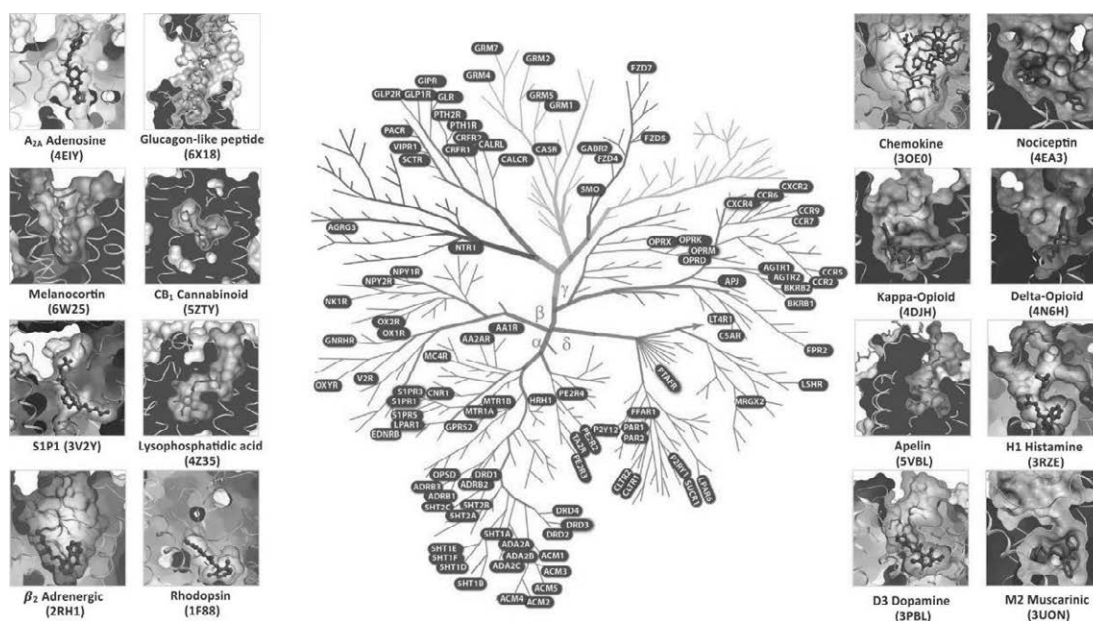 A2A Adenosine
(4EIY)
Glucagon-like peptide
(6X18)
Melanocortin
(6W25)
CB1 Cannabinoid
(5ZTY)
S1P1 (3V2Y)
Lysophosphatidic acid
(4Z35)
β2 Adrenergic
(2RH1)
Rhodopsin
(1F88)
GRM7
GRM2
GRM4
FZD7
GIPR
GLP2R
GLP1R
GLR
GRM5
GRM1
PTH2R
PTH1R
PACR
CRFR2
CRFR1
CALRL
CASR
GABR2
FZD5
VIPR1
SCTR
CALCR
FZD4
SMO
CXCR2
CCR6
CXCR4
CCR9
CCR7
AGRG3
NTR1
OPRX
OPRK
OPRM
OPRD
AGTR1
AGTR2
CCR5
CCR2
BKRB2
BKRB1
NPY1R
NPY2R
APJ
γ
β
NK1R
OX2R
OX1R
AA1R
AA2AR
LT4R1
C5AR
GNRHR
α
δ
FPR2
MC4R
PTAFR
OXYR
V2R
LSHR
S1PR3
S1PR1
CNR1
MTR1B
MTR1A
HRH1
PE2R4
FFAR1
MRGX2
S1PR5
LPAR1
EDNRB
GPR52
P2Y12
PAR1
PAR2
PE2R2
TA2R
PE2R3
CLTR2
CLTR1
P2RY1
SUCR1
LPAR6
OPSD
DRD1
ADRB3
ADRB2
ADRB1
5HT2C
5HT2B
5HT2A
DRD4
DRD3
DRD2
5HT1A
ADA2A
5HT1E
5HT1F
5HT1D
ADA2B
ADA2C
ACM1
ACM3
5HT1B
ACM5
ACM4
ACM2
Chemokine
(3OE0)
Nociceptin
(4EA3)
Kappa-Opioid
(4DJH)
Delta-Opioid
(4N6H)
Apelin
(5VBL)
H1 Histamine
(3RZE)
D3 Dopamine
(3PBL)
M2 Muscarinic
(3UON)